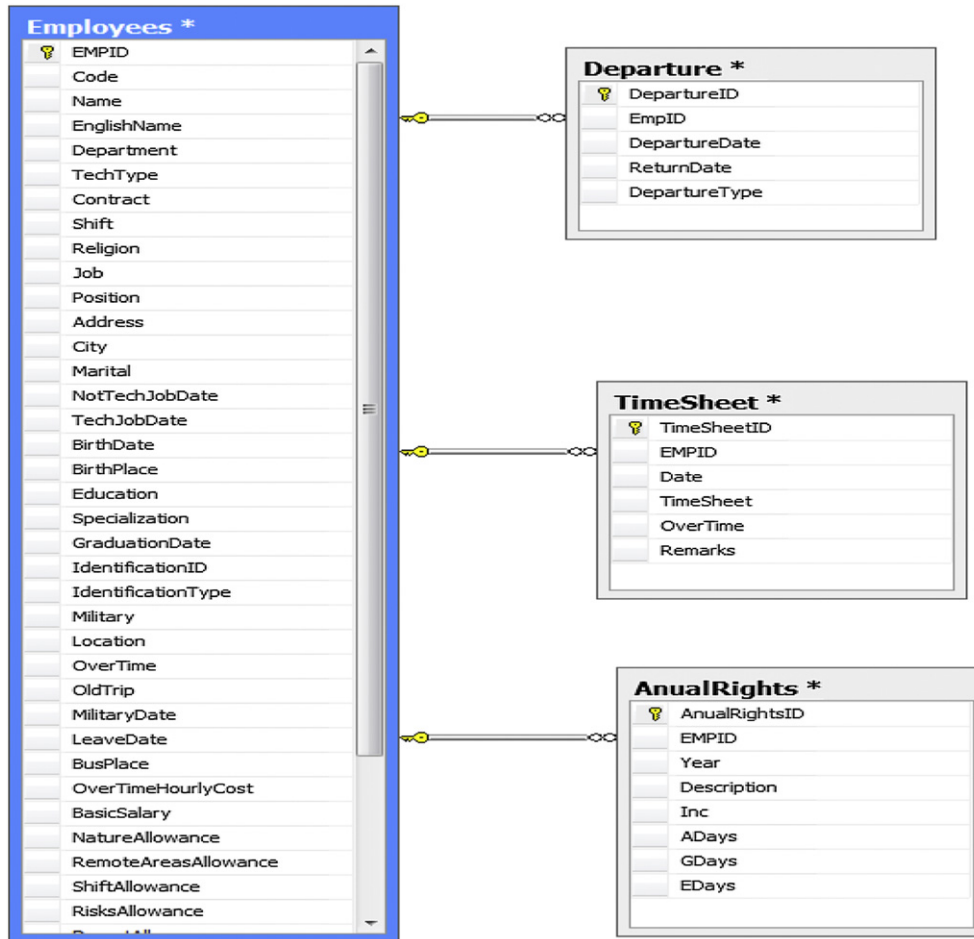 Employees *
EMPID
Code
Name
EnglishName
Department
TechType
Contract
Shift
Religion
Job
Position
Address
City
Marital
NotTechJobDate
TechJobDate
BirthDate
BirthPlace
Education
Specialization
GraduationDate
IdentificationID
IdentificationType
Military
Location
OverTime
OldTrip
MilitaryDate
LeaveDate
BusPlace
OverTimeHourlyCost
BasicSalary
NatureAllowance
RemoteAreasAllowance
ShiftAllowance
RisksAllowance
Departure *
DepartureID
EmpID
DepartureDate
ReturnDate
DepartureType
TimeSheet *
TimeSheetID
EMPID
Date
TimeSheet
OverTime
Remarks
AnualRights *
AnualRightsID
EMPID
Year
Description
Inc
ADays
GDays
EDays